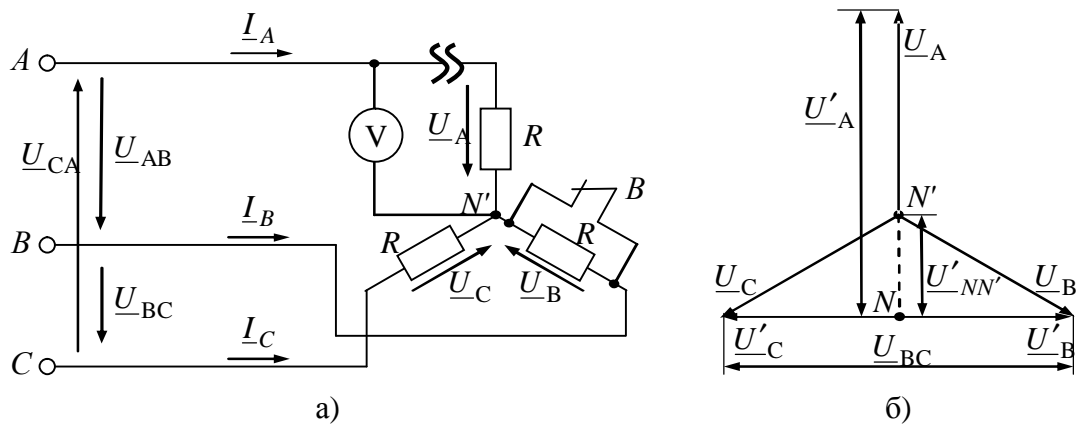 A
I_A
U_CA
U_AB
U_A
V
R
B
I_B
N'
R
R
B
U_C
U_B
U_BC
C
I_C
а)
U_A
U'_A
N'
U_C
N
U'_NN'
U_B
U'_C
U_BC
U'_B
б)